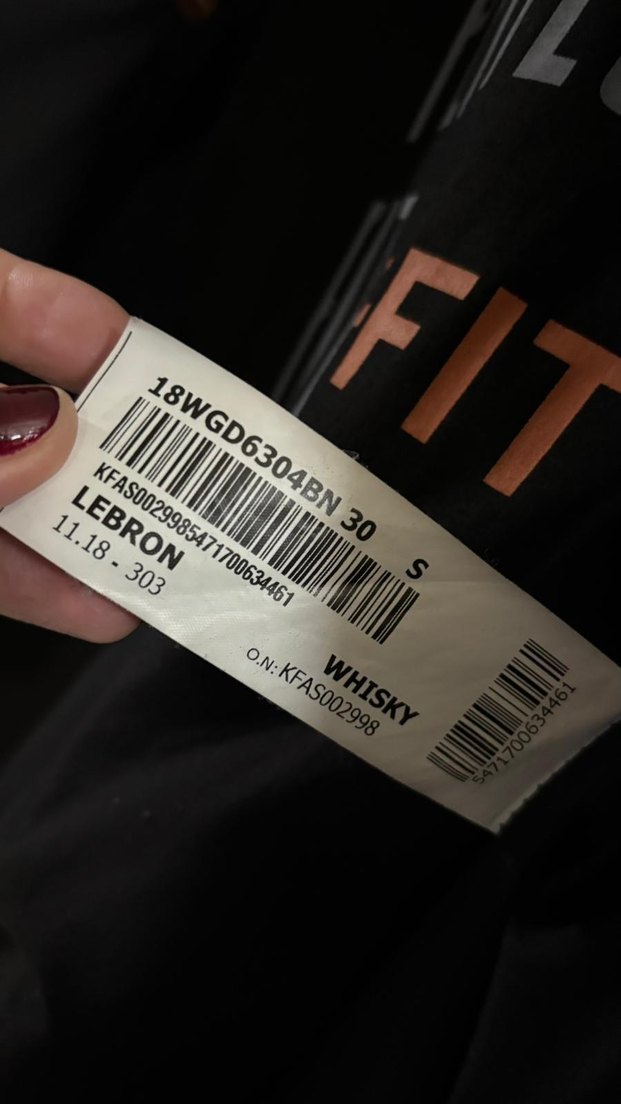 FIT
18WGD6304BN 30 S
KFAS0029985471700634461
LEBRON
11.18 - 303
WHISKY
O.N: KFAS002998
5471700634461